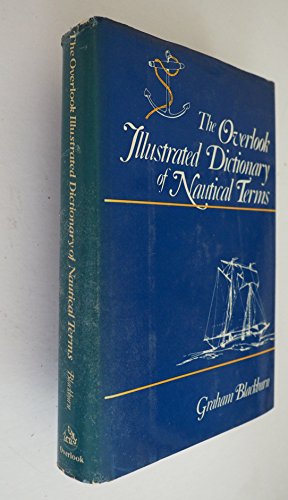 The Overlook
Illustrated Dictionary
of Nautical Terms
Graham Blackburn
The Overlook Illustrated Dictionary of Nautical Terms
Blackburn
Overlook